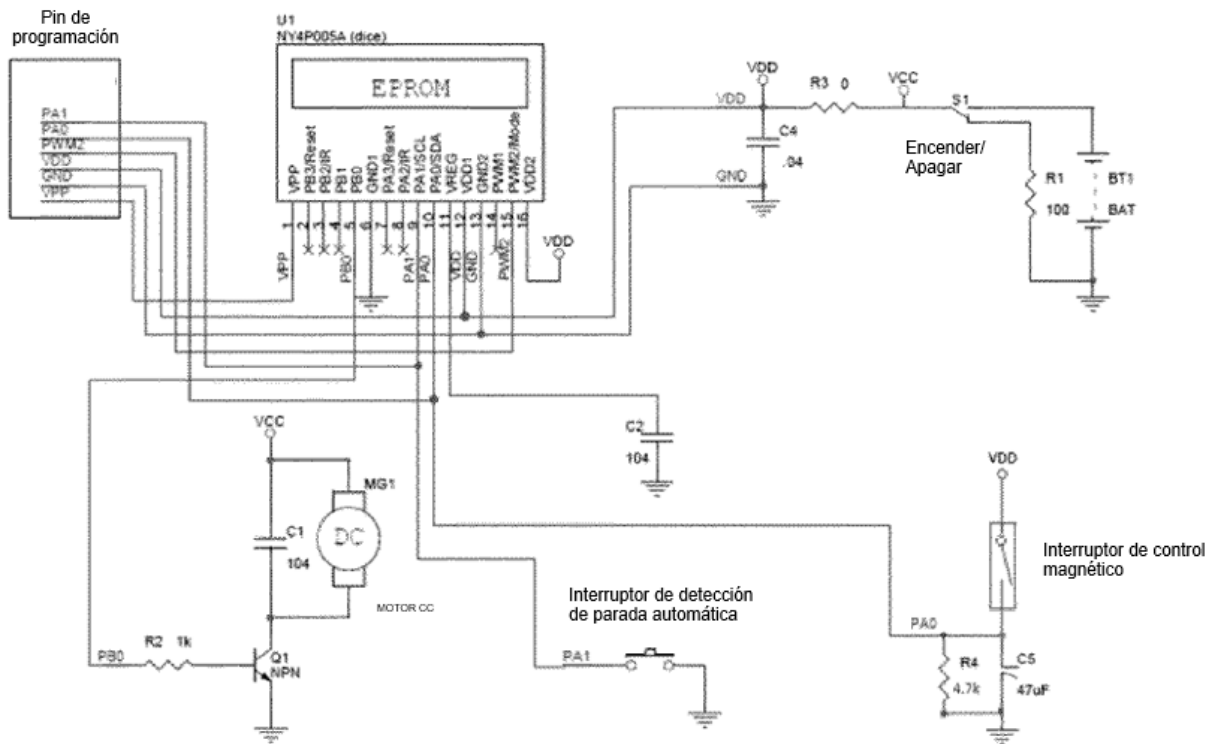 Pin de
programación
PA1
PA0
PWM2
VDD
GND
VPP
U1
NY4P005A (dice)
EPROM
VPP
PB3/Reset
PB2/IR
PB1
PB0
GND1
PA3/Reset
PA2/IR
PA1/SCL
PA0/SDA
VREG
VDD1
GND2
PWM1
PWM2/Mode
VDD2
1
2
3
4
5
6
7
8
9
10
11
12
13
14
15
16
VPP
PB0
PA1
PA0
VDD
GND
PWM2
VDD
VDD
VDD
R3 0
VCC
S1
C4
.04
GND
Encender/
Apagar
R1
100
BT1
BAT
VCC
C1
104
MG1
DC
MOTOR CC
R2 1k
PB0
Q1
NPN
C2
104
Interruptor de detección
de parada automática
PA1
VDD
Interruptor de control
magnético
PA0
R4
4.7k
C5
47uF